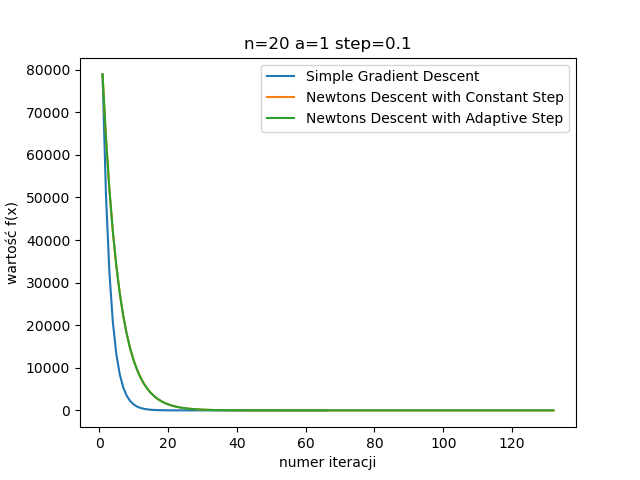 n=20 a=1 step=0.1
Simple Gradient Descent
Newtons Descent with Constant Step
Newtons Descent with Adaptive Step
wartość f(x)
80000
70000
60000
50000
40000
30000
20000
10000
0
0 20 40 60 80 100 120
numer iteracji